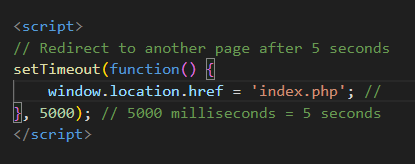 <script>
// Redirect to another page after 5 seconds
setTimeout(function() {
    window.location.href = 'index.php'; //
}, 5000); // 5000 milliseconds = 5 seconds
</script>